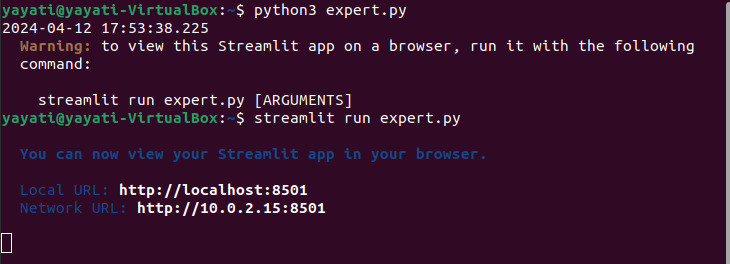 yayati@yayati-VirtualBox:~$ python3 expert.py
2024-04-12 17:53:38.225
Warning: to view this Streamlit app on a browser, run it with the following
command:
streamlit run expert.py [ARGUMENTS]
yayati@yayati-VirtualBox:~$ streamlit run expert.py
You can now view your Streamlit app in your browser.
Local URL: http://localhost:8501
Network URL: http://10.0.2.15:8501